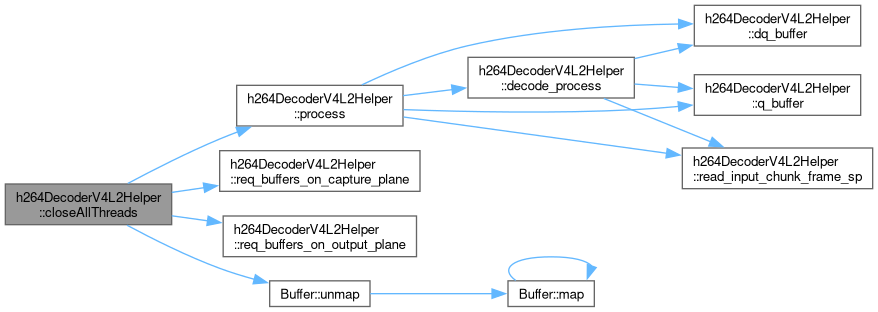 h264DecoderV4L2Helper
::closeAllThreads
h264DecoderV4L2Helper
::process
h264DecoderV4L2Helper
::req_buffers_on_capture_plane
h264DecoderV4L2Helper
::req_buffers_on_output_plane
Buffer::unmap
h264DecoderV4L2Helper
::decode_process
Buffer::map
h264DecoderV4L2Helper
::dq_buffer
h264DecoderV4L2Helper
::q_buffer
h264DecoderV4L2Helper
::read_input_chunk_frame_sp